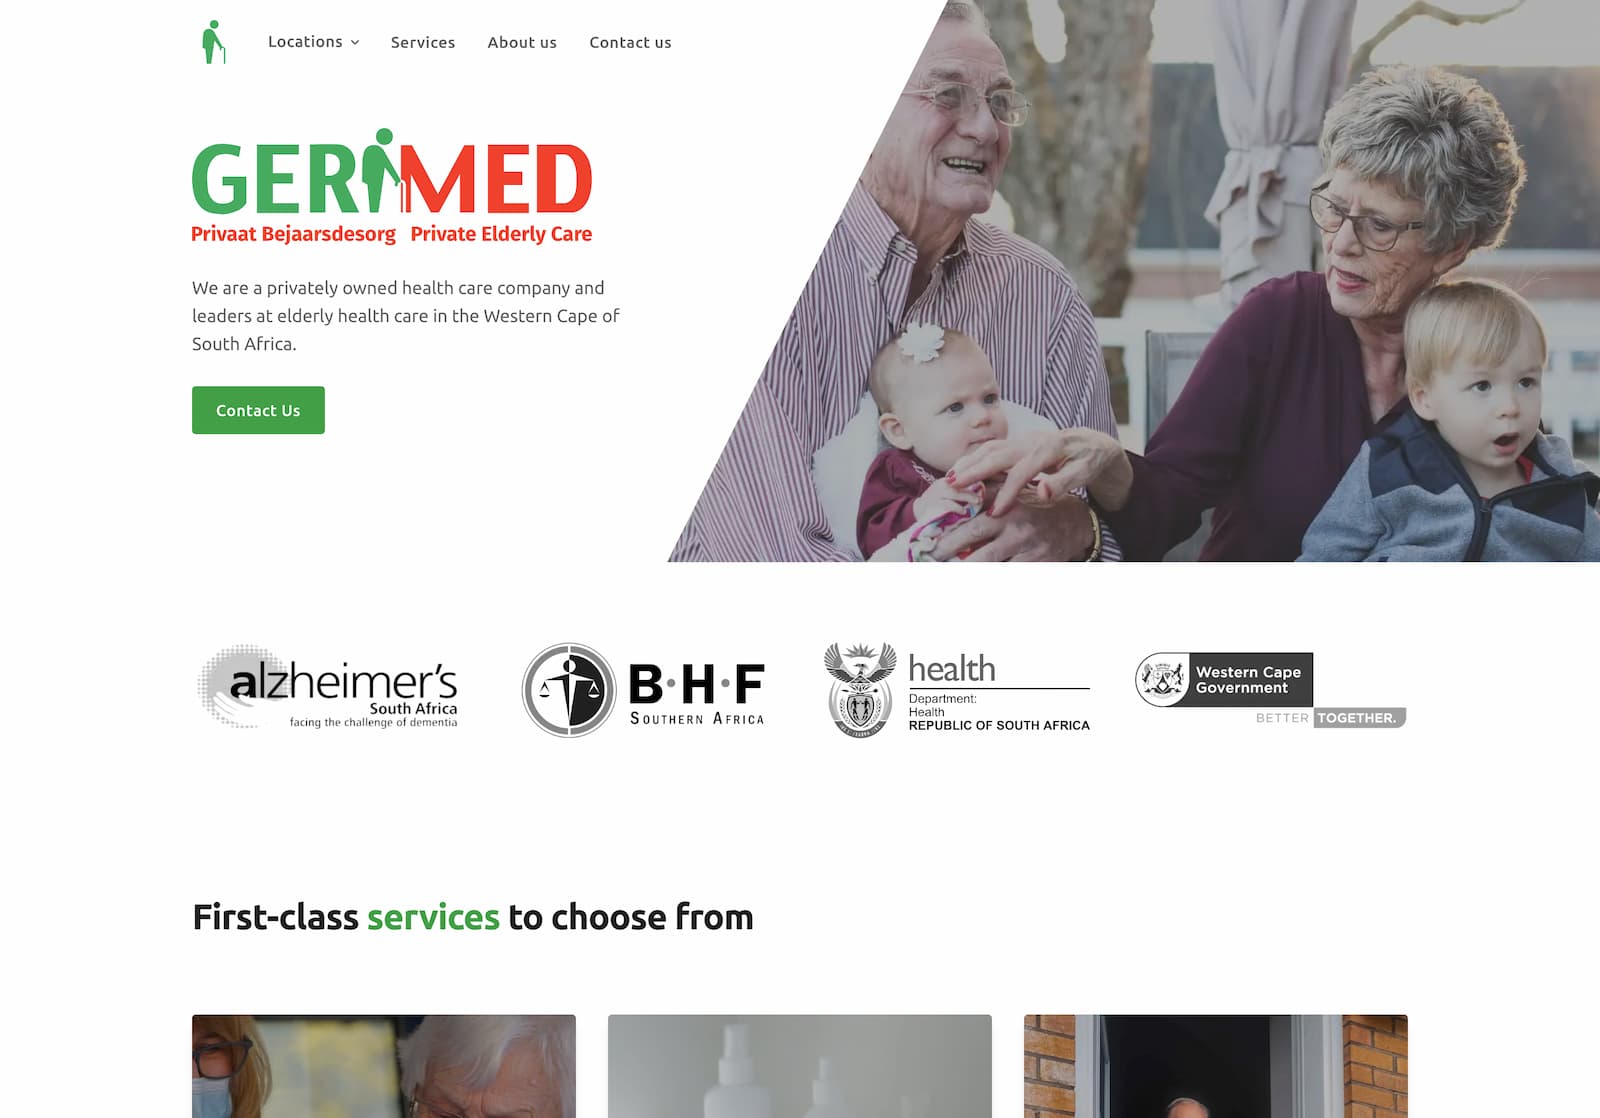 Locations
Services
About us
Contact us
GERIMED
Privaat Bejaarsdesorg Private Elderly Care
We are a privately owned health care company and
leaders at elderly health care in the Western Cape of
South Africa.
Contact Us
alzheimer's
South Africa
facing the challenge of dementia
B·H·F
SOUTHERN AFRICA
health
Department:
Health
REPUBLIC OF SOUTH AFRICA
Western Cape
Government
BETTER TOGETHER.
First-class services to choose from